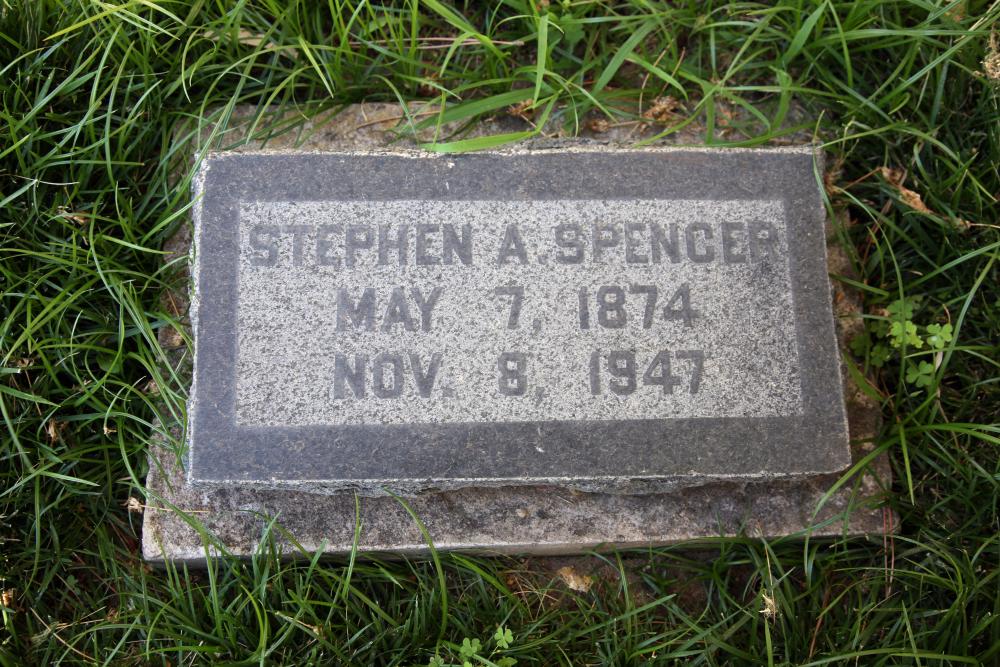 STEPHEN A. SPENCER
MAY 7, 1874
NOV. 8, 1947